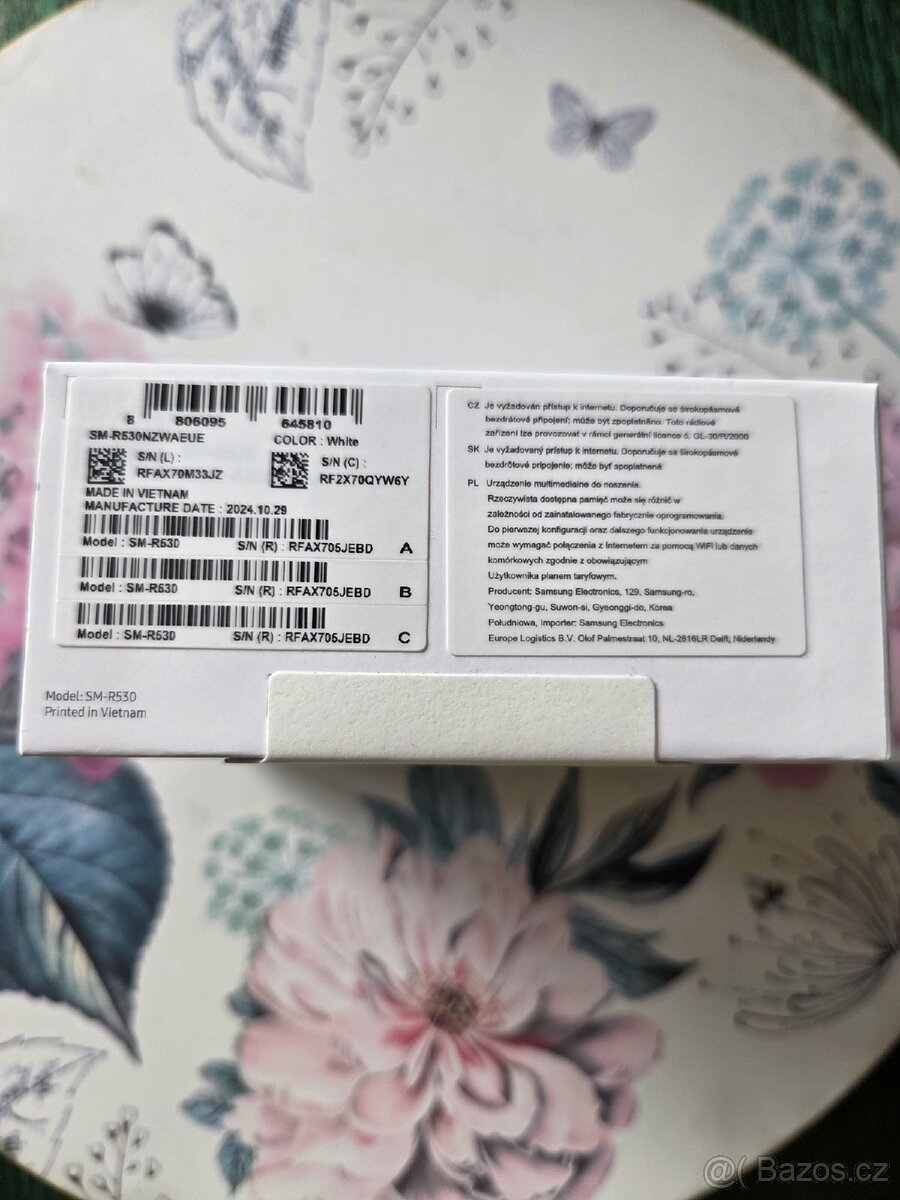 8 806095 645810
SM-R530NZWAEUE COLOR : White
S/N (L) :
RFAX70M33JZ
S/N (C) :
RF2X70QYW6Y
MADE IN VIETNAM
MANUFACTURE DATE : 2024.10.29
Model : SM-R530 S/N (R) : RFAX705JEBD A
Model : SM-R530 S/N (R) : RFAX705JEBD B
Model : SM-R530 S/N (R) : RFAX705JEBD C
Model: SM-R530
Printed in Vietnam
CZ Je vyžadován přístup k internetu. Doporučuje se širokopásmové
bezdrátové připojení; může být zpoplatněno. Toto rádiové
zařízení lze provozovat v rámci generální licence č. GL-30/R/2000
SK Je vyžadovaný prístup k internetu. Doporučuje sa širokopásmové
bezdrôtové pripojenie; môže byť spoplatnené
PL Urządzenie multimedialne do noszenia.
Rzeczywista dostępna pamięć może się różnić w
zależności od zainstalowanego fabrycznie oprogramowania.
Do pierwszej konfiguracji oraz dalszego funkcjonowania urządzenie
może wymagać połączenia z Internetem za pomocą WiFi lub danych
komórkowych zgodnie z obowiązującym
Użytkownika planem taryfowym.
Producent: Samsung Electronics, 129, Samsung-ro,
Yeongtong-gu, Suwon-si, Gyeonggi-do, Korea
Południowa, Importer: Samsung Electronics
Europe Logistics B.V. Olof Palmestraat 10, NL-2616LR Delft, Niderlandy
@( Bazos.cz